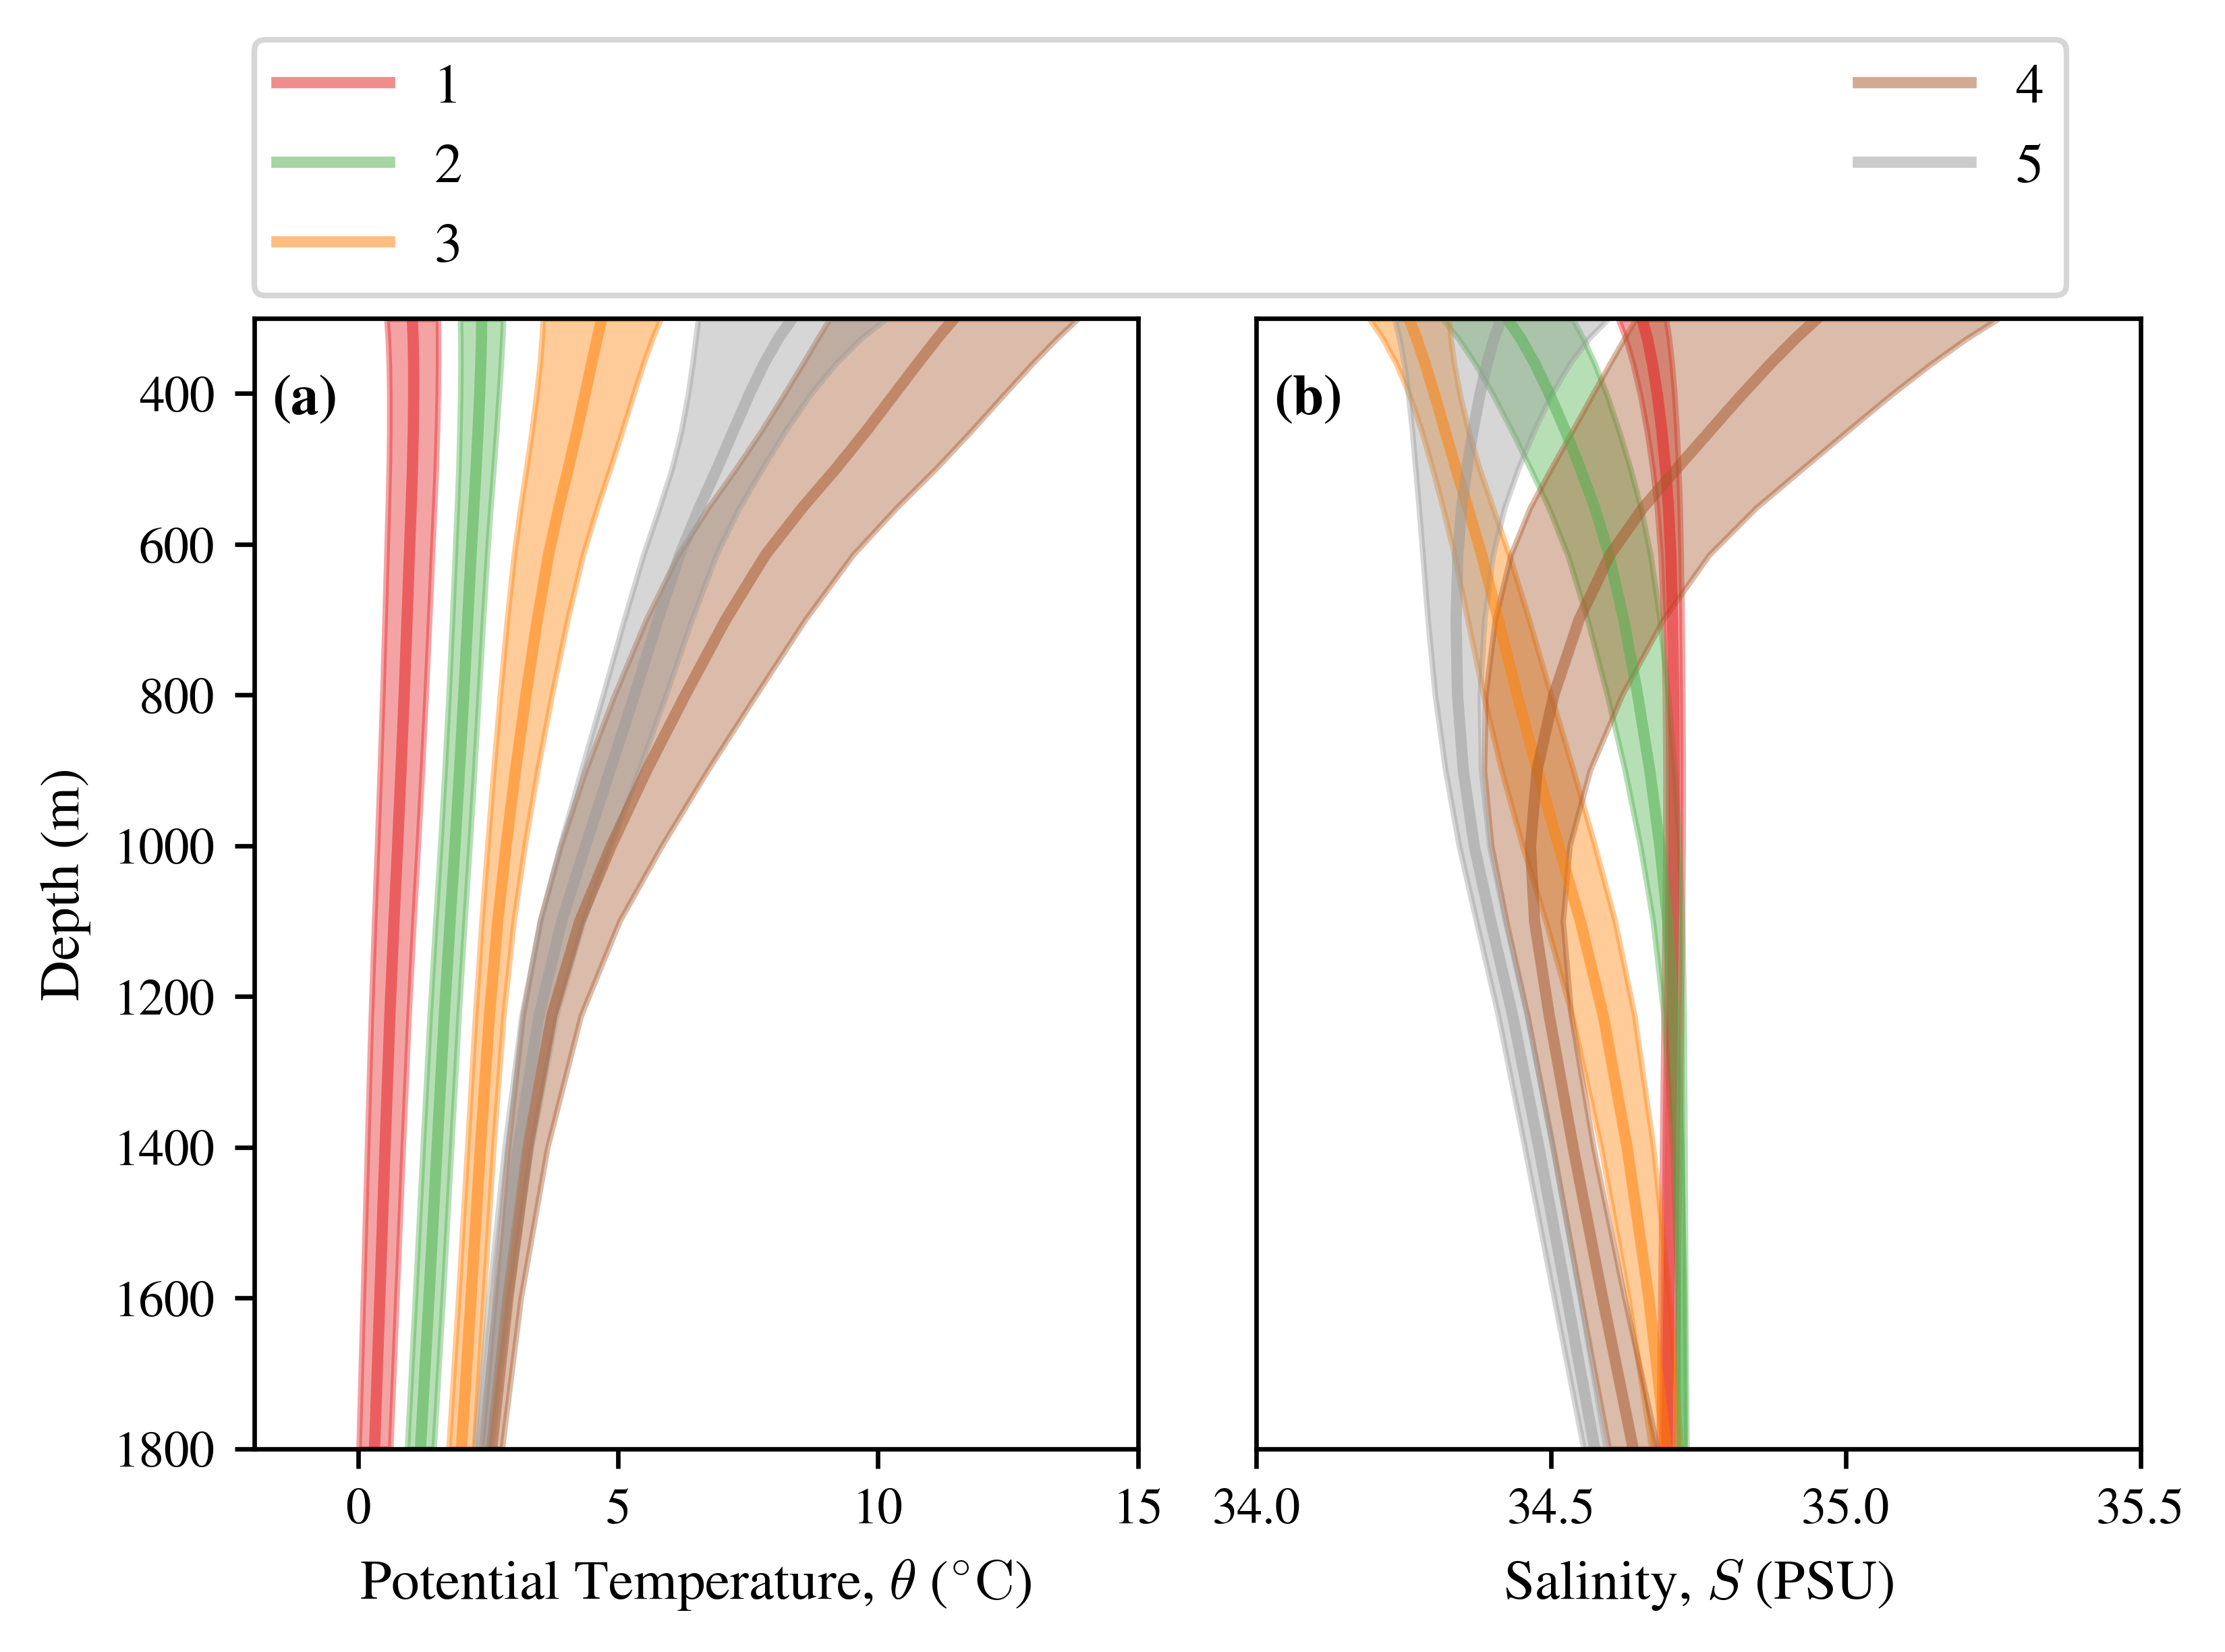 1
2
3
4
5
(a)
(b)
Depth (m)
400
600
800
1000
1200
1400
1600
1800
0 5 10 15
34.0 34.5 35.0 35.5
Potential Temperature, θ (°C)
Salinity, S (PSU)